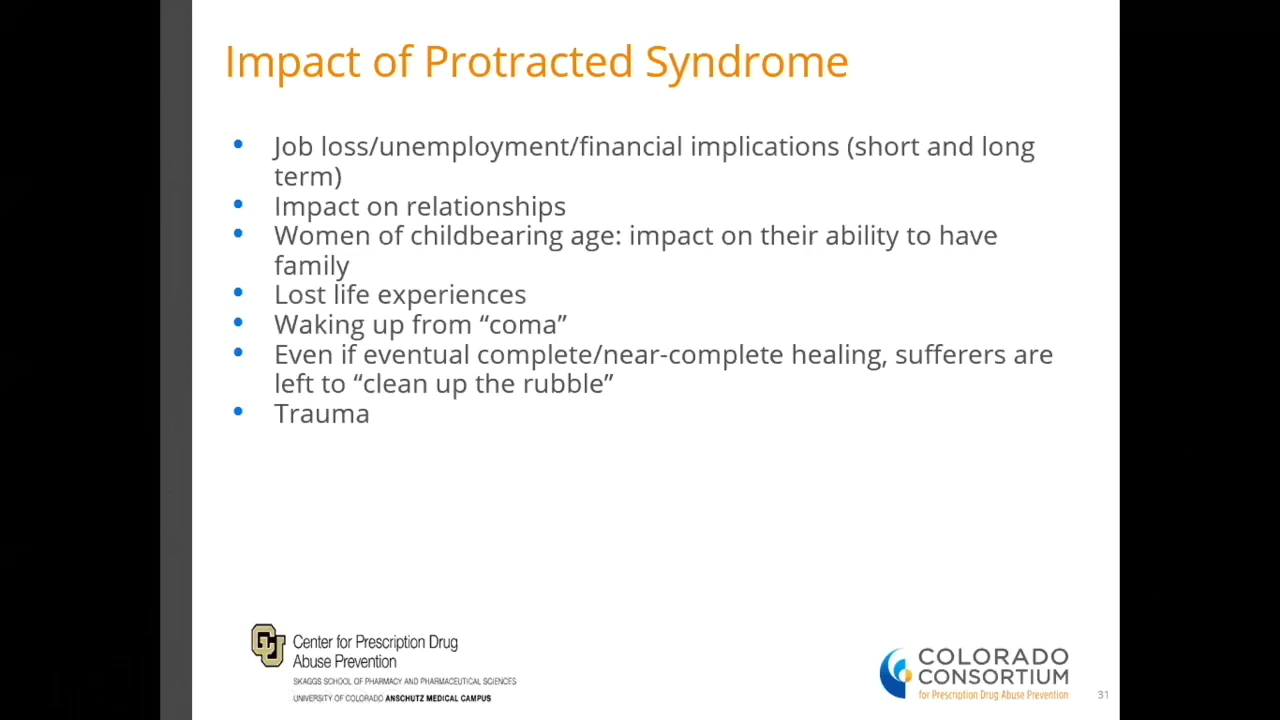 Impact of Protracted Syndrome
• Job loss/unemployment/financial implications (short and long
term)
• Impact on relationships
• Women of childbearing age: impact on their ability to have
family
• Lost life experiences
• Waking up from “coma”
• Even if eventual complete/near-complete healing, sufferers are
left to “clean up the rubble”
• Trauma
CU
Center for Prescription Drug
Abuse Prevention
SKAGGS SCHOOL OF PHARMACY AND PHARMACEUTICAL SCIENCES
UNIVERSITY OF COLORADO ANSCHUTZ MEDICAL CAMPUS
COLORADO
CONSORTIUM
for Prescription Drug Abuse Prevention
31